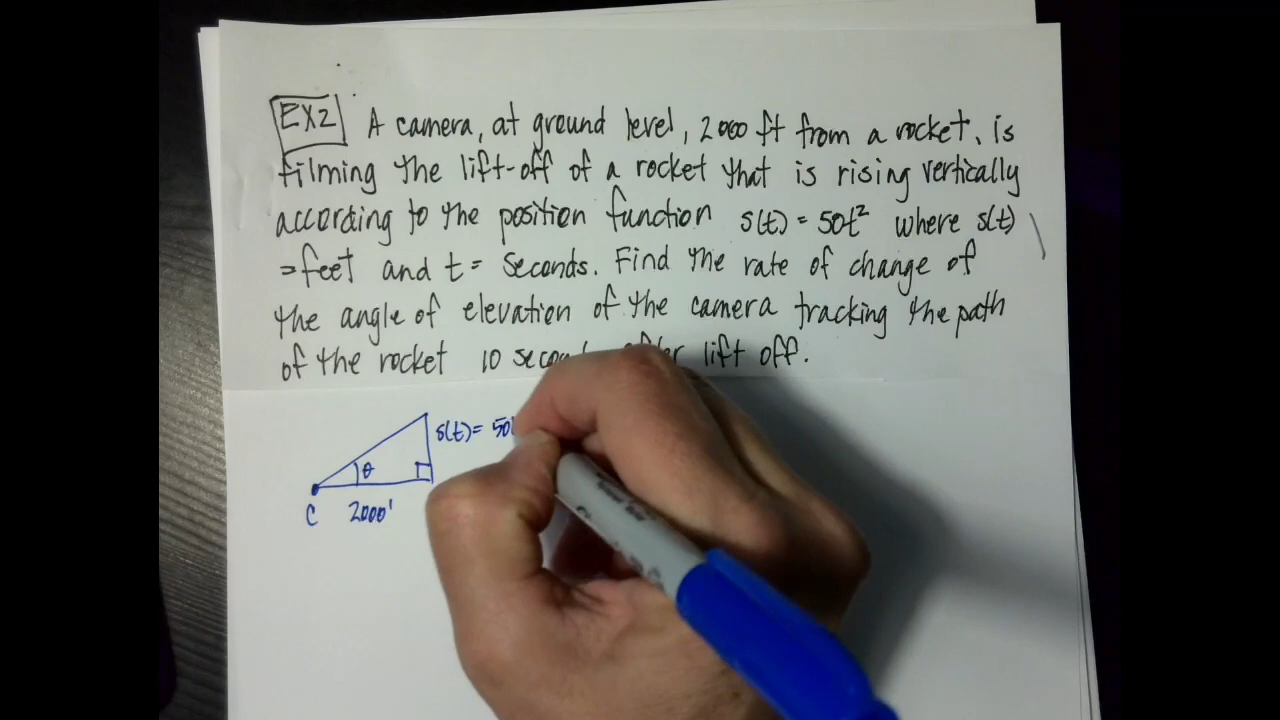 EX2 A camera, at ground level, 2000 ft from a rocket, is
filming the lift-off of a rocket that is rising vertically
according to the position function s(t) = 50t² where s(t)
= feet and t = seconds. Find the rate of change of
the angle of elevation of the camera tracking the path
of the rocket 10 lift off.
s(t) = 50
θ
C 2000'